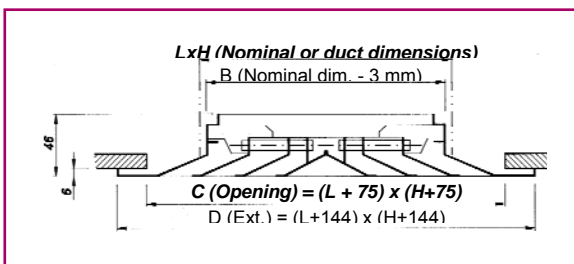 LxH (Nominal or duct dimensions)
B (Nominal dim. - 3 mm)
46
6
C (Opening) = (L + 75) x (H+75)
D (Ext.) = (L+144) x (H+144)